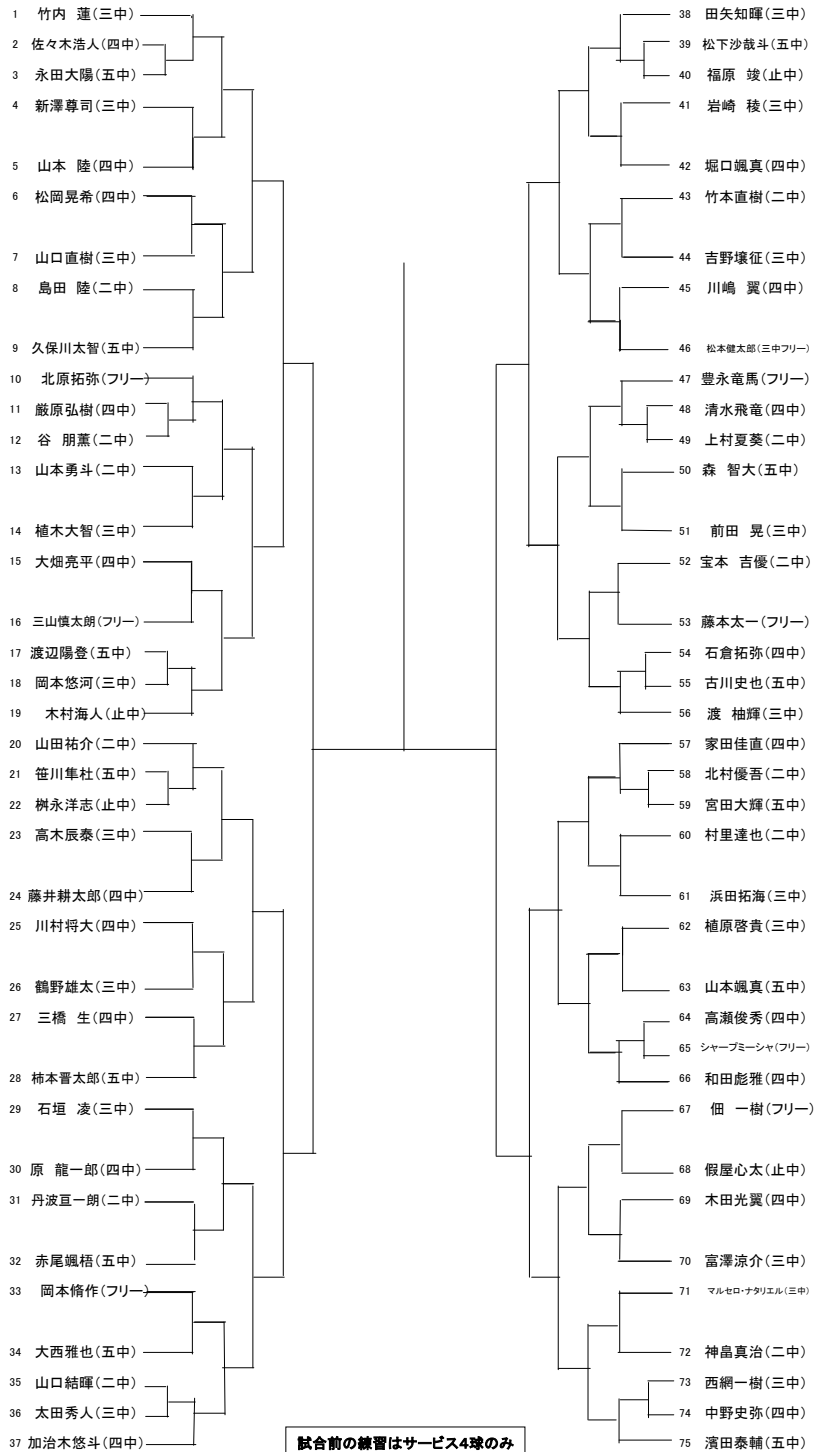 1 竹内 蓮(三中)
2 佐々木浩人(四中)
3 永田大陽(五中)
4 新澤尊司(三中)
5 山本 陸(四中)
6 松岡晃希(四中)
7 山口直樹(三中)
8 島田 陸(二中)
9 久保川太智(五中)
10 北原拓弥(フリー)
11 厳原弘樹(四中)
12 谷 朋薫(二中)
13 山本勇斗(二中)
14 植木大智(三中)
15 大畑亮平(四中)
16 三山慎太朗(フリー)
17 渡辺陽登(五中)
18 岡本悠河(三中)
19 木村海人(止中)
20 山田祐介(二中)
21 笹川隼杜(五中)
22 桝永洋志(止中)
23 高木辰泰(三中)
24 藤井耕太郎(四中)
25 川村将大(四中)
26 鶴野雄太(三中)
27 三橋 生(四中)
28 柿本晋太郎(五中)
29 石垣 凌(三中)
30 原 龍一郎(四中)
31 丹波亘一朗(二中)
32 赤尾颯梧(五中)
33 岡本脩作(フリー)
34 大西雅也(五中)
35 山口結暉(二中)
36 太田秀人(三中)
37 加治木悠斗(四中)
38 田矢知暉(三中)
39 松下沙哉斗(五中)
40 福原 竣(止中)
41 岩崎 稜(三中)
42 堀口颯真(四中)
43 竹本直樹(二中)
44 吉野壌征(三中)
45 川嶋 翼(四中)
46 松本健太郎(三中フリー)
47 豊永竜馬(フリー)
48 清水飛竜(四中)
49 上村夏葵(二中)
50 森 智大(五中)
51 前田 晃(三中)
52 宝本 吉優(二中)
53 藤本太一(フリー)
54 石倉拓弥(四中)
55 古川史也(五中)
56 渡 柚輝(三中)
57 家田佳直(四中)
58 北村優吾(二中)
59 宮田大輝(五中)
60 村里達也(二中)
61 浜田拓海(三中)
62 植原啓貴(三中)
63 山本颯真(五中)
64 高瀬俊秀(四中)
65 シャープミーシャ(フリー)
66 和田彪雅(四中)
67 佃 一樹(フリー)
68 假屋心太(止中)
69 木田光翼(四中)
70 富澤涼介(三中)
71 マルセロ・ナタリエル(三中)
72 神畠真治(二中)
73 西網一樹(三中)
74 中野史弥(四中)
75 濱田泰輔(五中)
試合前の練習はサービス4球のみ